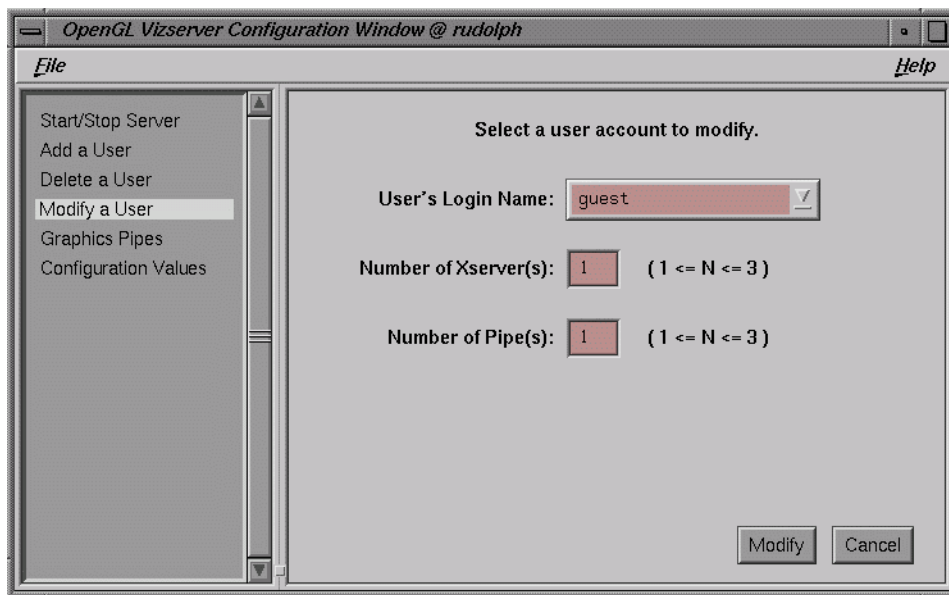 OpenGL Vizserver Configuration Window @ rudolph
File Help
Start/Stop Server
Add a User
Delete a User
Modify a User
Graphics Pipes
Configuration Values
Select a user account to modify.
User's Login Name: guest
Number of Xserver(s): 1 ( 1 <= N <= 3 )
Number of Pipe(s): 1 ( 1 <= N <= 3 )
Modify Cancel